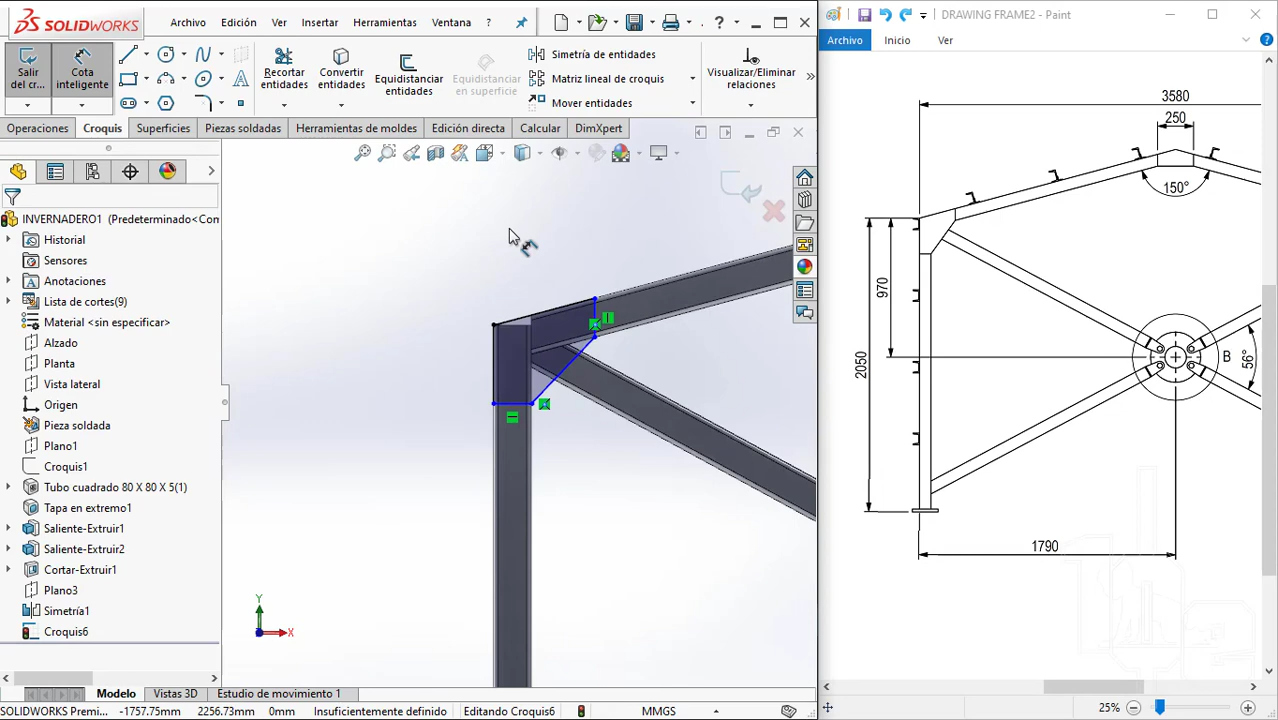 SOLIDWORKS
Archivo Edición Ver Insertar Herramientas Ventana ?
Salir del cr...
Cota inteligente
Recortar entidades
Convertir entidades
Equidistanciar entidades
Equidistanciar en superficie
Simetría de entidades
Matriz lineal de croquis
Mover entidades
Visualizar/Eliminar relaciones
Operaciones Croquis Superficies Piezas soldadas Herramientas de moldes Edición directa Calcular DimXpert
INVERNADERO1 (Predeterminado<Com
Historial
Sensores
Anotaciones
Lista de cortes(9)
Material <sin especificar>
Alzado
Planta
Vista lateral
Origen
Pieza soldada
Plano1
Croquis1
Tubo cuadrado 80 X 80 X 5(1)
Tapa en extremo1
Saliente-Extruir1
Saliente-Extruir2
Cortar-Extruir1
Plano3
Simetría1
Croquis6
Y
X
Modelo Vistas 3D Estudio de movimiento 1
SOLIDWORKS Premi... -1757.75mm 2256.73mm 0mm Insuficientemente definido Editando Croquis6 MMGS
DRAWING FRAME2 - Paint
Archivo Inicio Ver
3580
250
150°
970
2050
B
56°
1790
25%